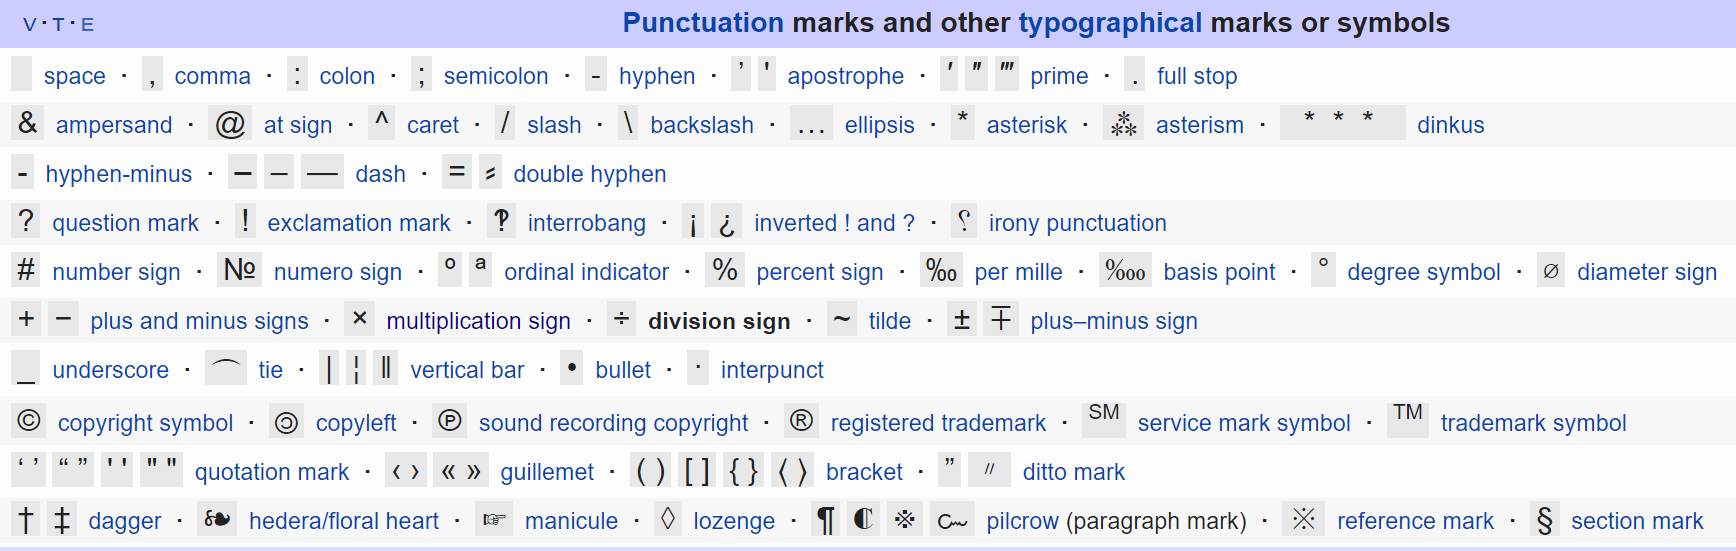 V · T · E Punctuation marks and other typographical marks or symbols
space · , comma · : colon · ; semicolon · ‐ hyphen · ’ ' apostrophe · ′ ″ ‴ prime · . full stop
& ampersand · @ at sign · ^ caret · / slash · \ backslash · … ellipsis · * asterisk · ⁂ asterism · * * * dinkus
- hyphen-minus · ‒ – — dash · = ⸗ double hyphen
? question mark · ! exclamation mark · ‽ interrobang · ¡ ¿ inverted ! and ? · ⸮ irony punctuation
# number sign · № numero sign · º ª ordinal indicator · % percent sign · ‰ per mille · ‱ basis point · ° degree symbol · ⌀ diameter sign
+ − plus and minus signs · × multiplication sign · ÷ division sign · ~ tilde · ± ∓ plus–minus sign
_ underscore · ⁀ tie · | ¦ ‖ vertical bar · • bullet · · interpunct
© copyright symbol · 🄯 copyleft · ℗ sound recording copyright · ® registered trademark · SM service mark symbol · TM trademark symbol
‘ ’ “ ” ' ' " " quotation mark · ‹ › « » guillemet · ( ) [ ] { } ⟨ ⟩ bracket · ” 〃 ditto mark
† ‡ dagger · ❧ hedera/floral heart · ☞ manicule · ◊ lozenge · ¶ ⸿ ※ ؎ pilcrow (paragraph mark) · ※ reference mark · § section mark